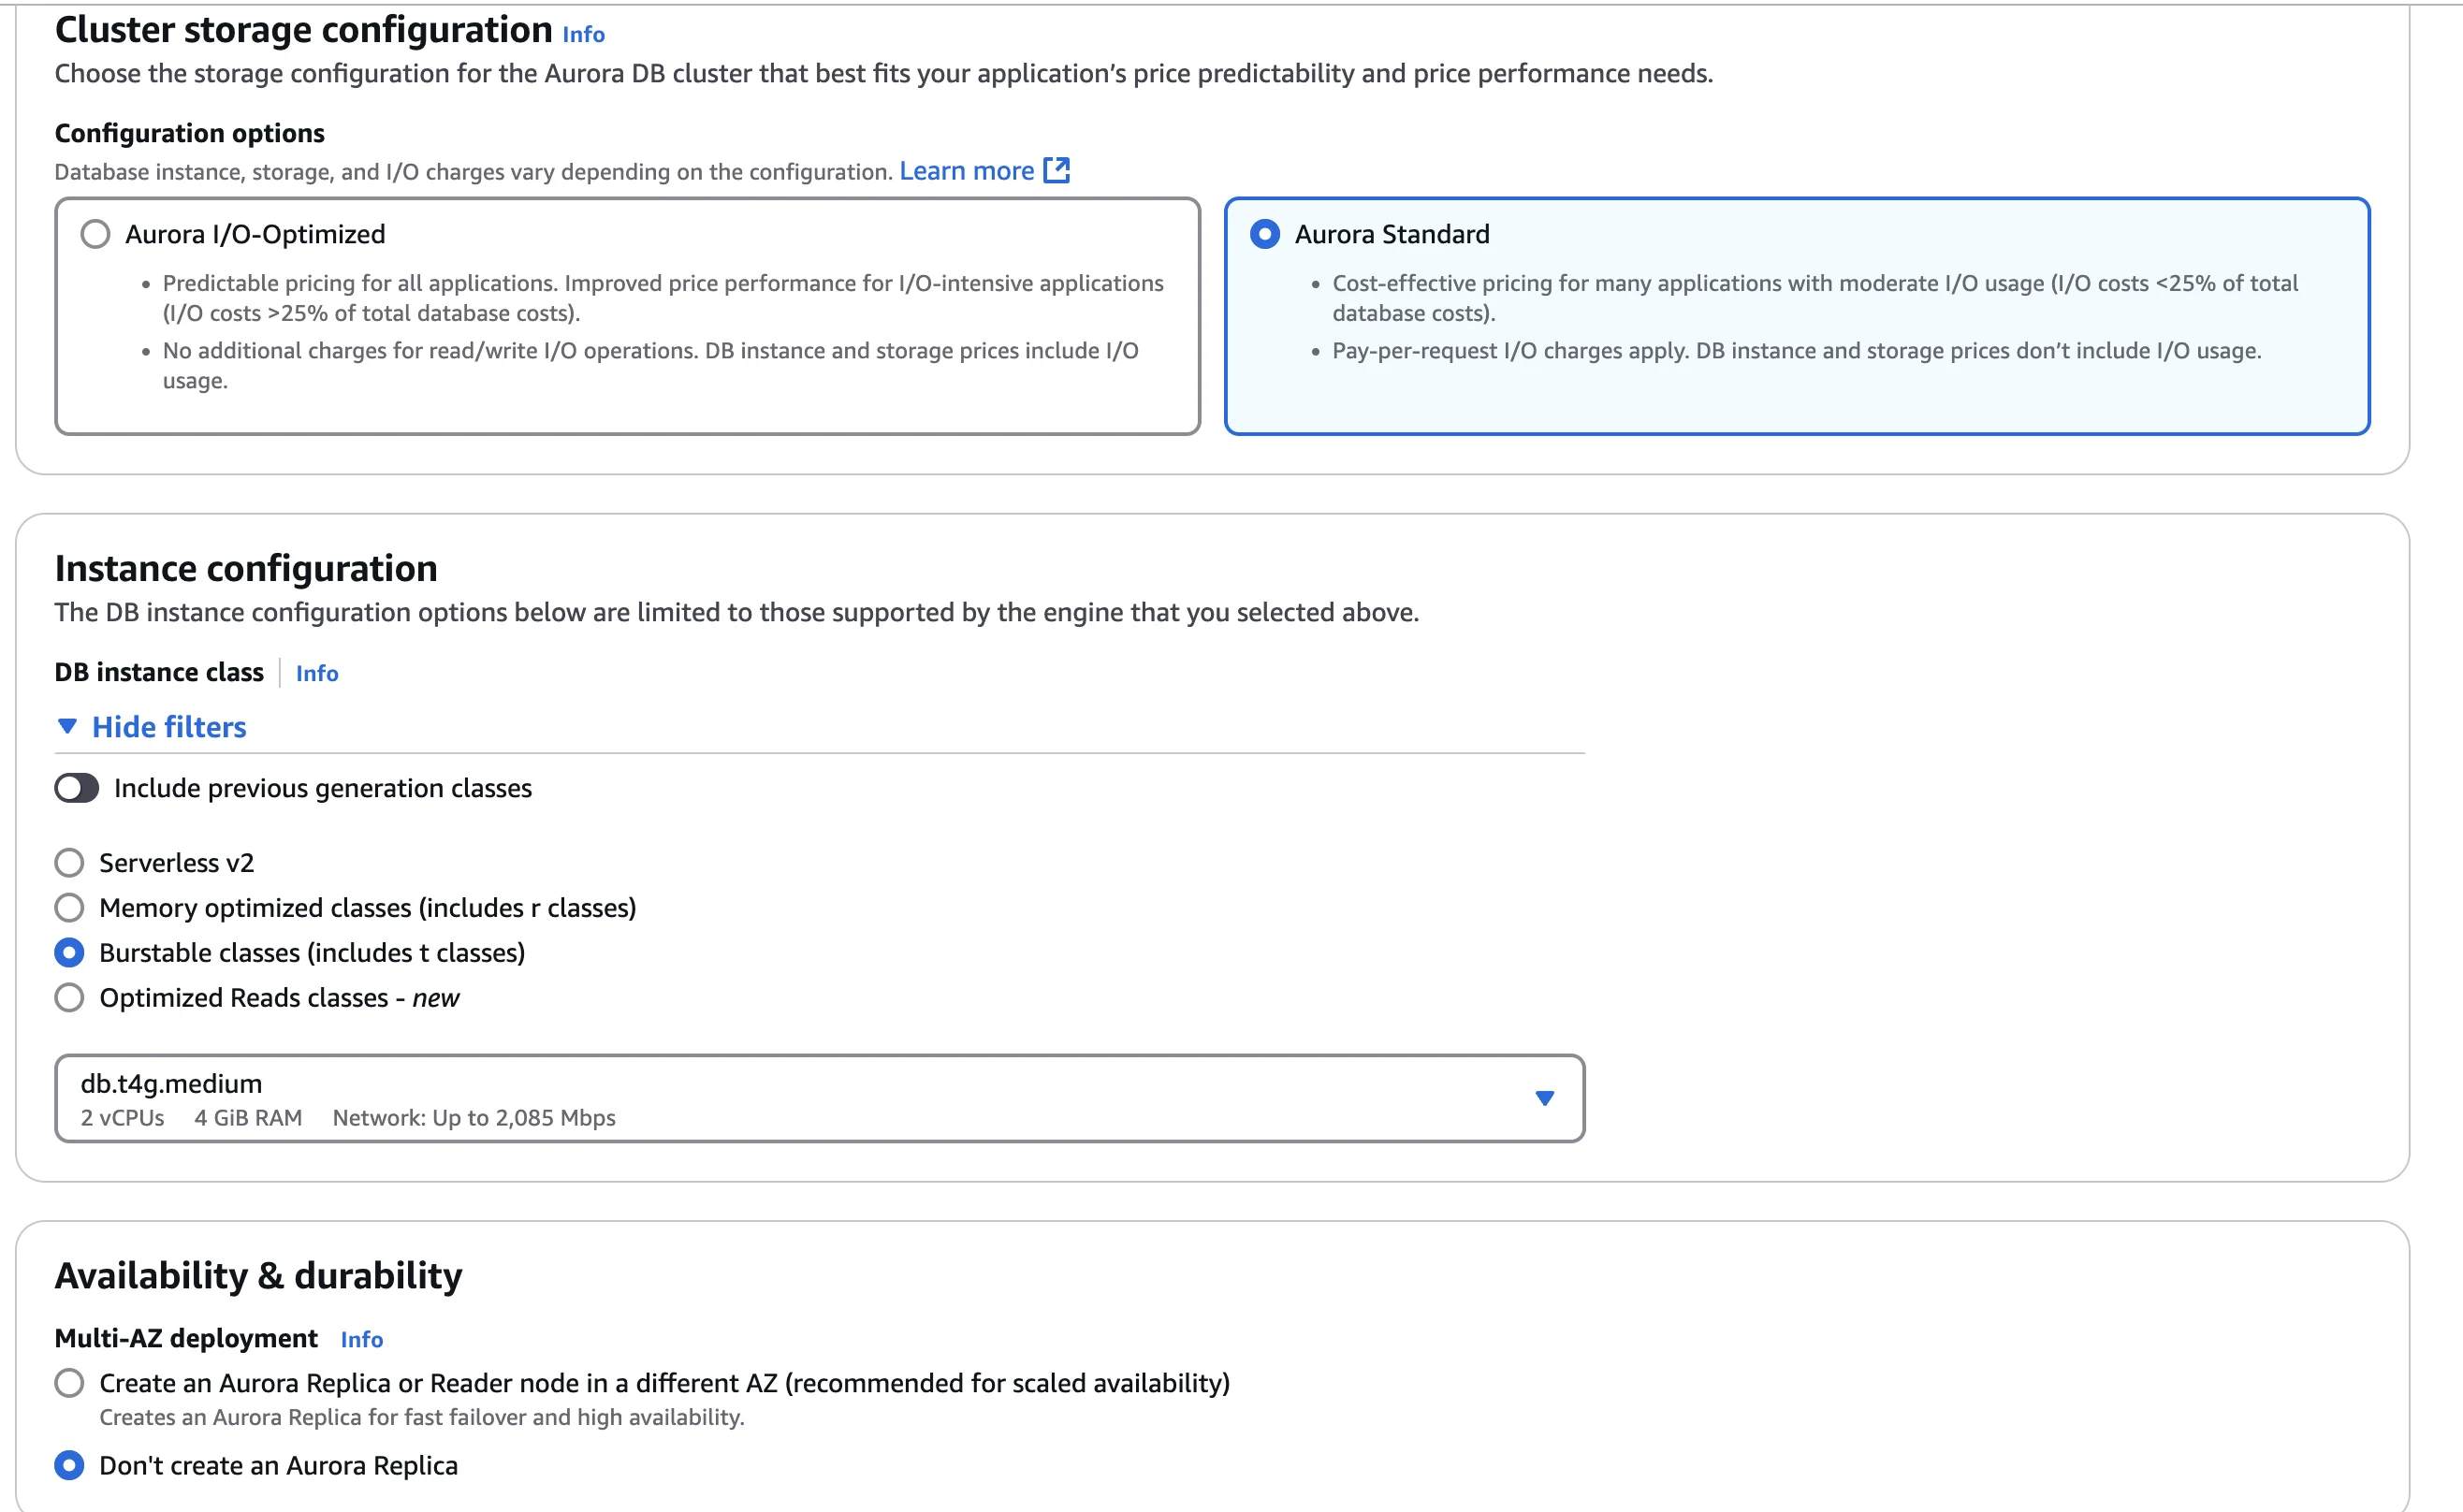 Cluster storage configuration Info
Choose the storage configuration for the Aurora DB cluster that best fits your application’s price predictability and price performance needs.
Configuration options
Database instance, storage, and I/O charges vary depending on the configuration. Learn more
Aurora I/O-Optimized
• Predictable pricing for all applications. Improved price performance for I/O-intensive applications
(I/O costs >25% of total database costs).
• No additional charges for read/write I/O operations. DB instance and storage prices include I/O
usage.
Aurora Standard
• Cost-effective pricing for many applications with moderate I/O usage (I/O costs <25% of total
database costs).
• Pay-per-request I/O charges apply. DB instance and storage prices don’t include I/O usage.
Instance configuration
The DB instance configuration options below are limited to those supported by the engine that you selected above.
DB instance class Info
Hide filters
Include previous generation classes
Serverless v2
Memory optimized classes (includes r classes)
Burstable classes (includes t classes)
Optimized Reads classes - new
db.t4g.medium
2 vCPUs 4 GiB RAM Network: Up to 2,085 Mbps
Availability & durability
Multi-AZ deployment Info
Create an Aurora Replica or Reader node in a different AZ (recommended for scaled availability)
Creates an Aurora Replica for fast failover and high availability.
Don't create an Aurora Replica